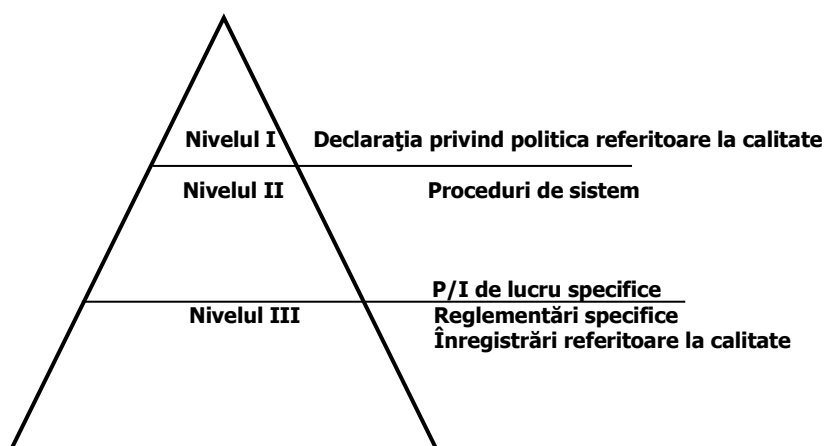 Nivelul I Declaraţia privind politica referitoare la calitate
Nivelul II Proceduri de sistem
P/I de lucru specifice
Nivelul III Reglementări specifice
Înregistrări referitoare la calitate